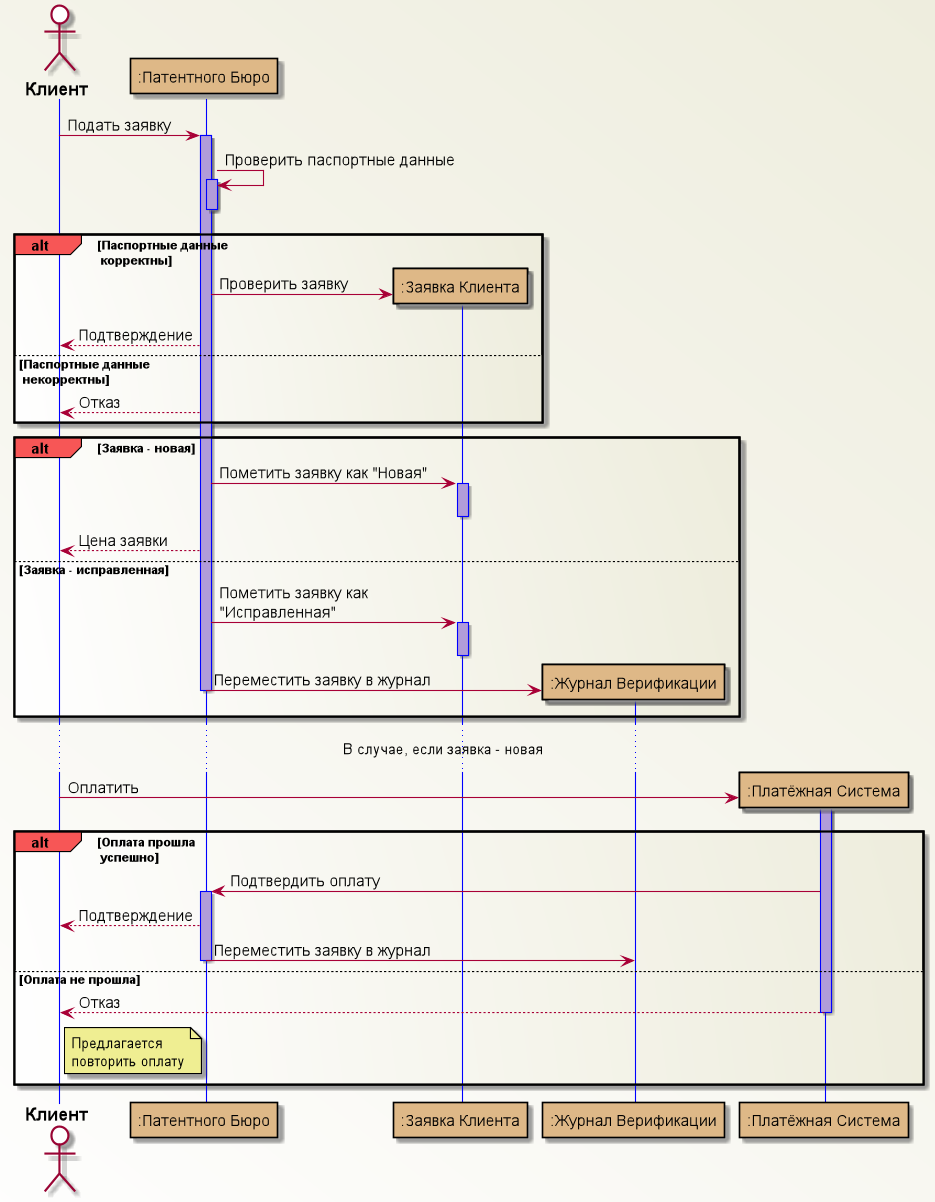 Клиент
:Патентного Бюро
Подать заявку
Проверить паспортные данные
alt
[Паспортные данные
корректны]
Проверить заявку
:Заявка Клиента
Подтверждение
[Паспортные данные
некорректны]
Отказ
alt
[Заявка - новая]
Пометить заявку как "Новая"
Цена заявки
[Заявка - исправленная]
Пометить заявку как
"Исправленная"
Переместить заявку в журнал
:Журнал Верификации
В случае, если заявка - новая
Оплатить
:Платёжная Система
alt
[Оплата прошла
успешно]
Подтвердить оплату
Подтверждение
Переместить заявку в журнал
[Оплата не прошла]
Отказ
Предлагается
повторить оплату
Клиент
:Патентного Бюро
:Заявка Клиента
:Журнал Верификации
:Платёжная Система